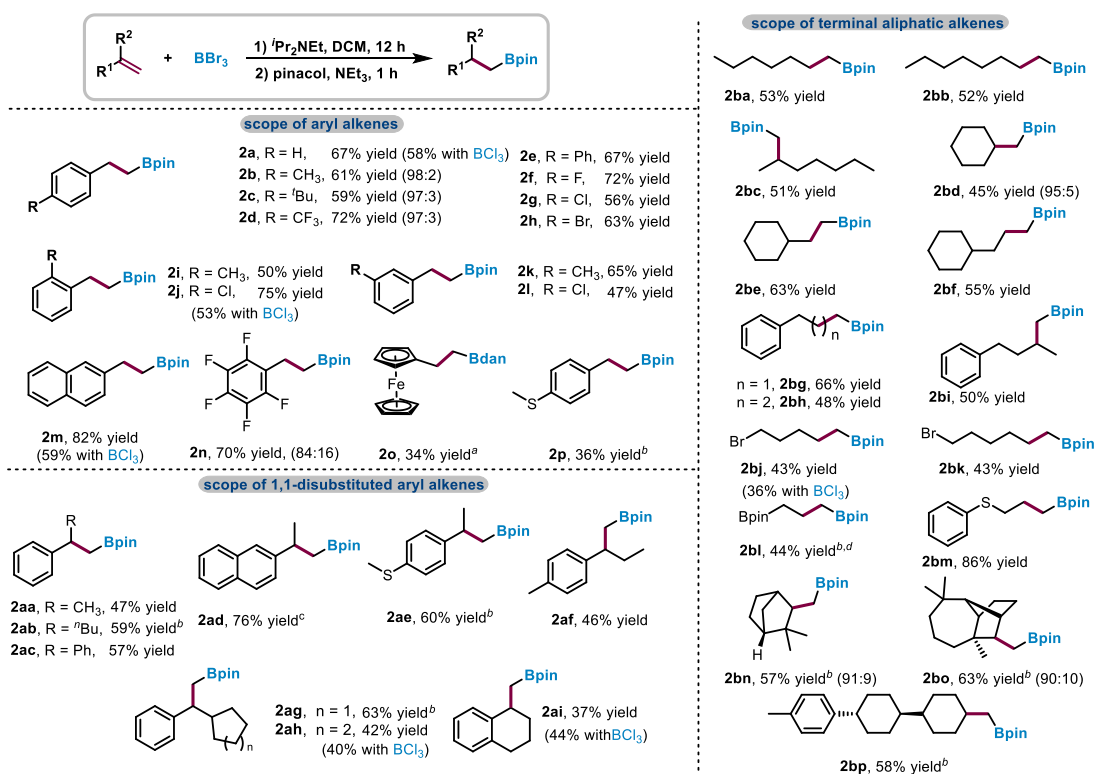 R²
R¹
+
BBr₃
1) ⁱPr₂NEt, DCM, 12 h
2) pinacol, NEt₃, 1 h
R²
R¹
Bpin
scope of aryl alkenes
Bpin
R
2a, R = H, 67% yield (58% with BCl₃)
2b, R = CH₃, 61% yield (98:2)
2c, R = ᵗBu, 59% yield (97:3)
2d, R = CF₃, 72% yield (97:3)
2e, R = Ph, 67% yield
2f, R = F, 72% yield
2g, R = Cl, 56% yield
2h, R = Br, 63% yield
R
Bpin
2i, R = CH₃, 50% yield
2j, R = Cl, 75% yield
(53% with BCl₃)
R
Bpin
2k, R = CH₃, 65% yield
2l, R = Cl, 47% yield
Bpin
2m, 82% yield
(59% with BCl₃)
F
F
F
F
F
Bpin
2n, 70% yield, (84:16)
Fe
Bdan
2o, 34% yieldᵃ
S
Bpin
2p, 36% yieldᵇ
scope of 1,1-disubstituted aryl alkenes
R
Bpin
2aa, R = CH₃, 47% yield
2ab, R = ⁿBu, 59% yieldᵇ
2ac, R = Ph, 57% yield
Bpin
2ad, 76% yieldᶜ
S
Bpin
2ae, 60% yieldᵇ
Bpin
2af, 46% yield
Bpin
n
2ag, n = 1, 63% yieldᵇ
2ah, n = 2, 42% yield
(40% with BCl₃)
Bpin
2ai, 37% yield
(44% withBCl₃)
scope of terminal aliphatic alkenes
Bpin
2ba, 53% yield
Bpin
2bb, 52% yield
Bpin
2bc, 51% yield
Bpin
2bd, 45% yield (95:5)
Bpin
2be, 63% yield
Bpin
2bf, 55% yield
Bpin
n
n = 1, 2bg, 66% yield
n = 2, 2bh, 48% yield
Bpin
2bi, 50% yield
Br
Bpin
2bj, 43% yield
(36% with BCl₃)
Br
Bpin
2bk, 43% yield
Bpin
Bpin
2bl, 44% yieldᵇ,ᵈ
S
Bpin
2bm, 86% yield
Bpin
H
2bn, 57% yieldᵇ (91:9)
Bpin
2bo, 63% yieldᵇ (90:10)
Bpin
2bp, 58% yieldᵇ